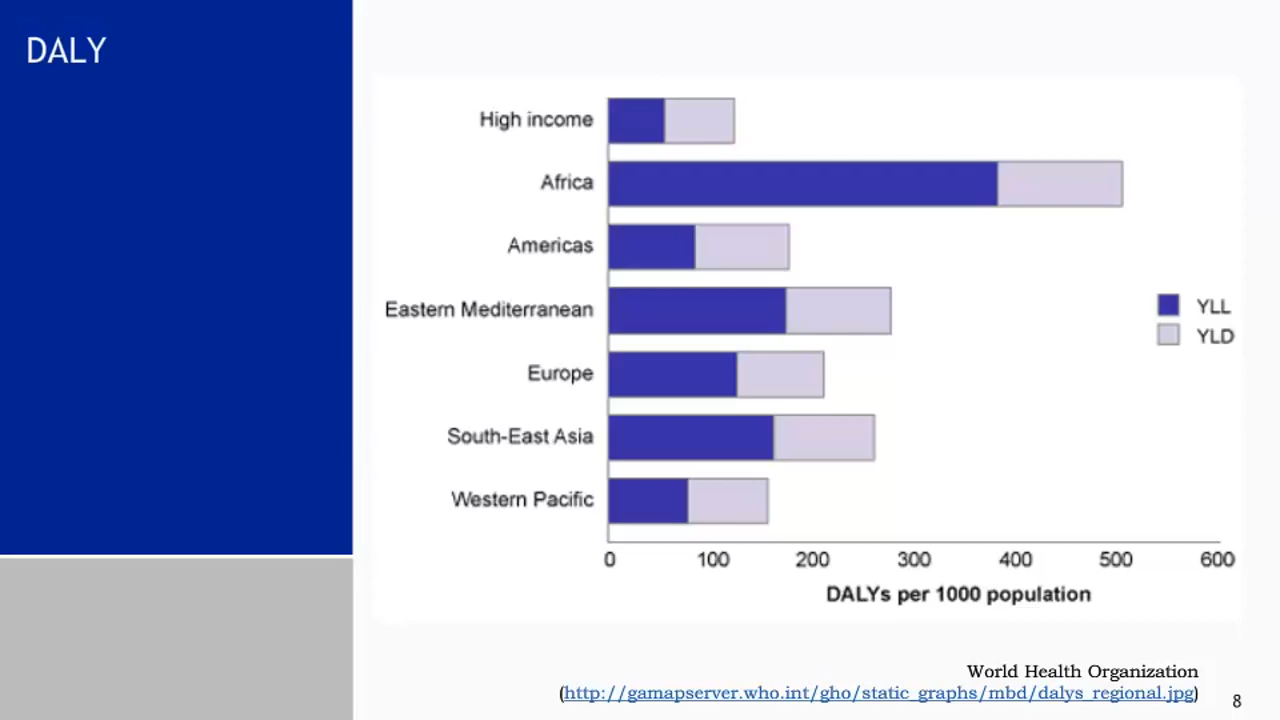 DALY
High income
Africa
Americas
Eastern Mediterranean
Europe
South-East Asia
Western Pacific
YLL
YLD
0 100 200 300 400 500 600
DALYs per 1000 population
World Health Organization
(http://gamapserver.who.int/gho/static_graphs/mbd/dalys_regional.jpg)
8